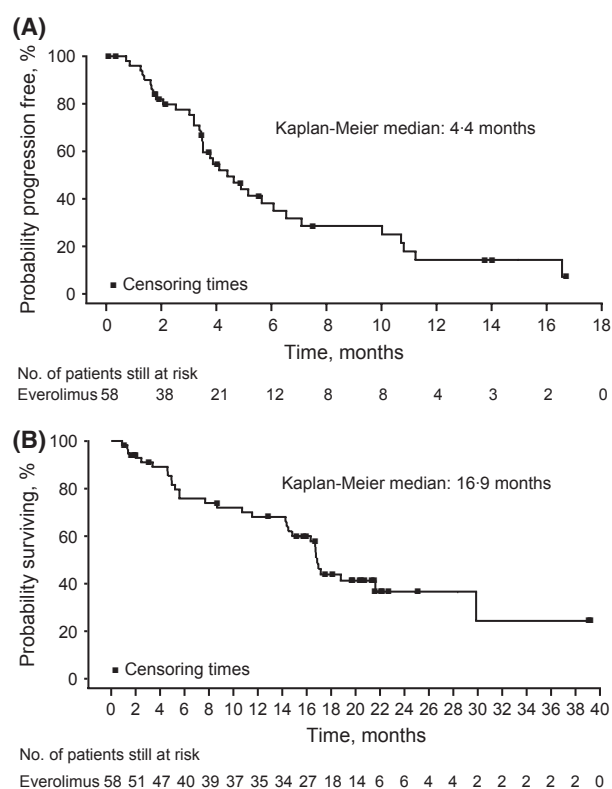 (A)
100
80
60
40
20
0
Probability progression free, %
Kaplan-Meier median: 4·4 months
Censoring times
0 2 4 6 8 10 12 14 16 18
Time, months
No. of patients still at risk
Everolimus 58 38 21 12 8 8 4 3 2 0
(B)
100
80
60
40
20
0
Probability surviving, %
Kaplan-Meier median: 16·9 months
Censoring times
0 2 4 6 8 10 12 14 16 18 20 22 24 26 28 30 32 34 36 38 40
Time, months
No. of patients still at risk
Everolimus 58 51 47 40 39 37 35 34 27 18 14 6 6 4 4 2 2 2 2 2 0